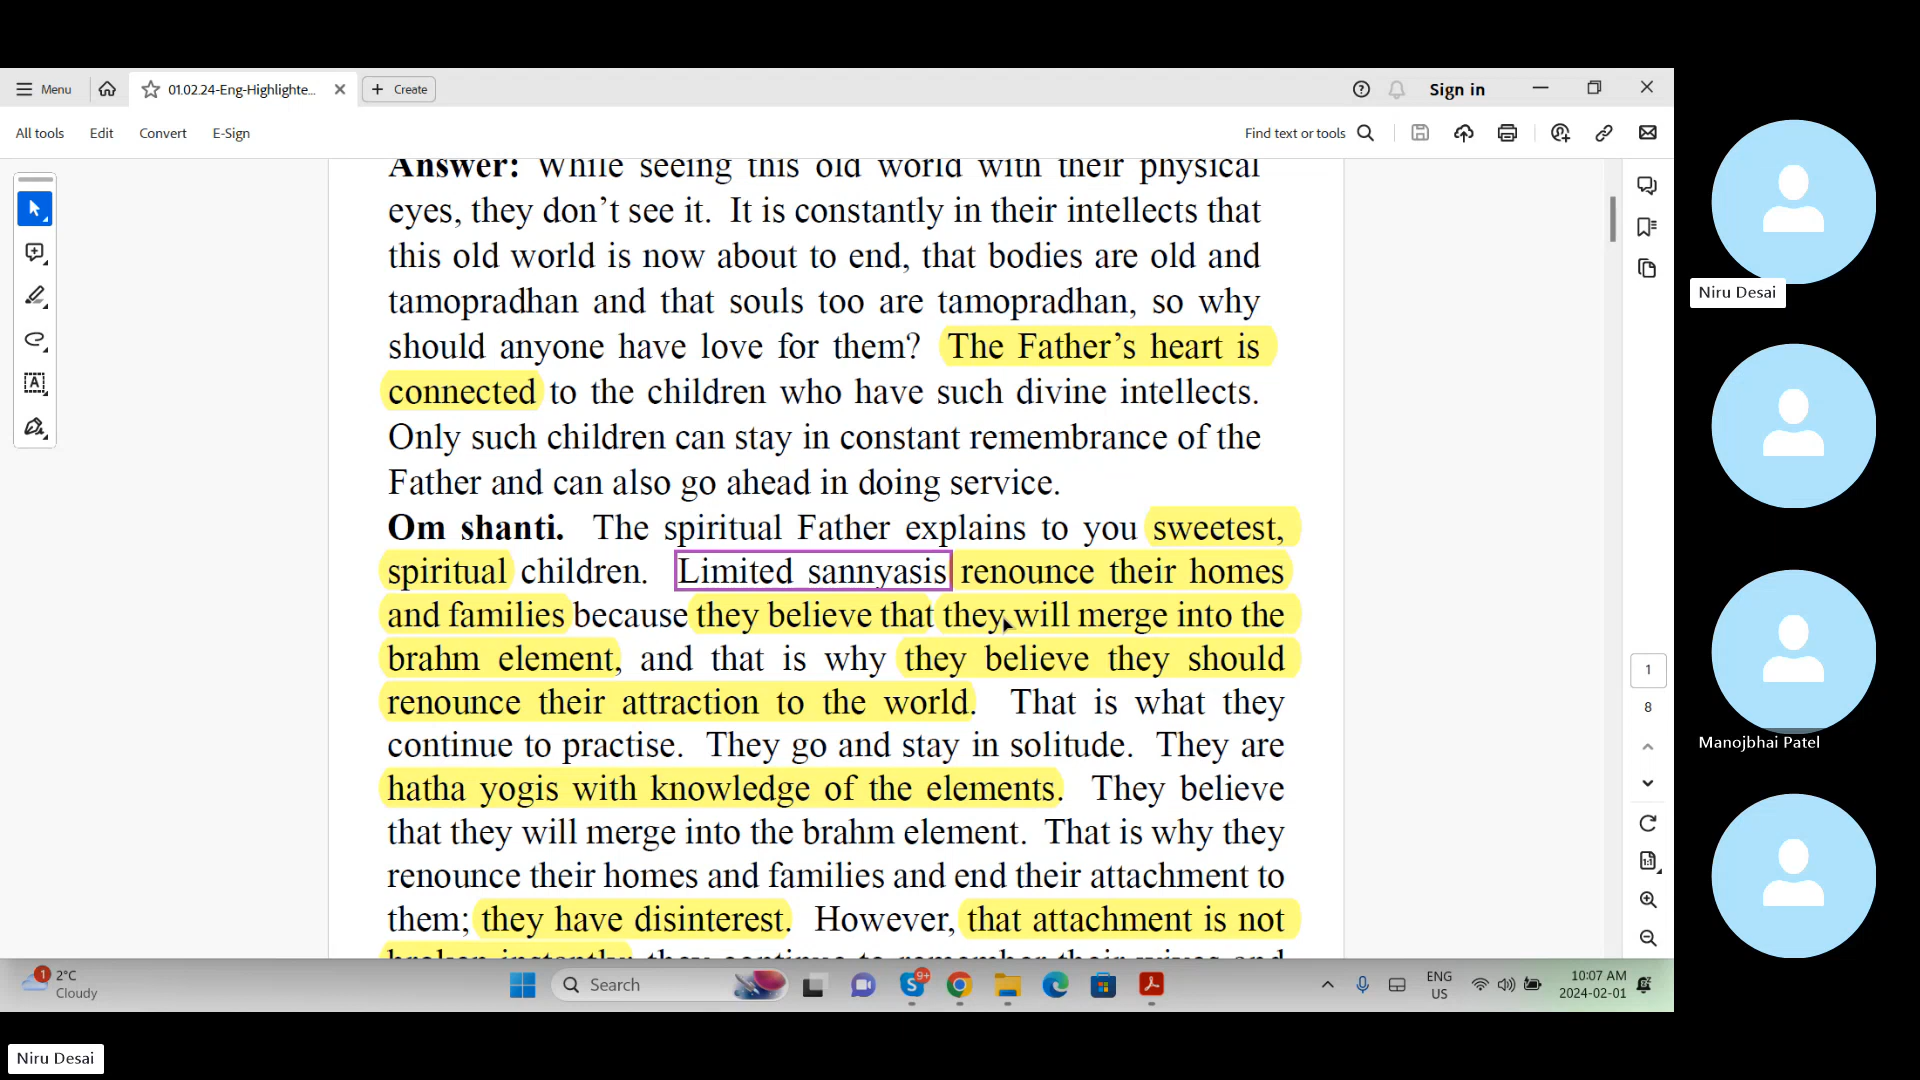 Menu
01.02.24-Eng-Highlighte...
Create
Sign in
All tools
Edit
Convert
E-Sign
Find text or tools
Answer: While seeing this old world with their physical
eyes, they don’t see it. It is constantly in their intellects that
this old world is now about to end, that bodies are old and
tamopradhan and that souls too are tamopradhan, so why
should anyone have love for them? The Father’s heart is
connected to the children who have such divine intellects.
Only such children can stay in constant remembrance of the
Father and can also go ahead in doing service.
Om shanti. The spiritual Father explains to you sweetest,
spiritual children. Limited sannyasis renounce their homes
and families because they believe that they will merge into the
brahm element, and that is why they believe they should
renounce their attraction to the world. That is what they
continue to practise. They go and stay in solitude. They are
hatha yogis with knowledge of the elements. They believe
that they will merge into the brahm element. That is why they
renounce their homes and families and end their attachment to
them; they have disinterest. However, that attachment is not
broken instantly; they continue to remember their wives and
1
8
Niru Desai
Manojbhai Patel
1
2°C
Cloudy
Search
9+
ENG
US
10:07 AM
2024-02-01
Niru Desai